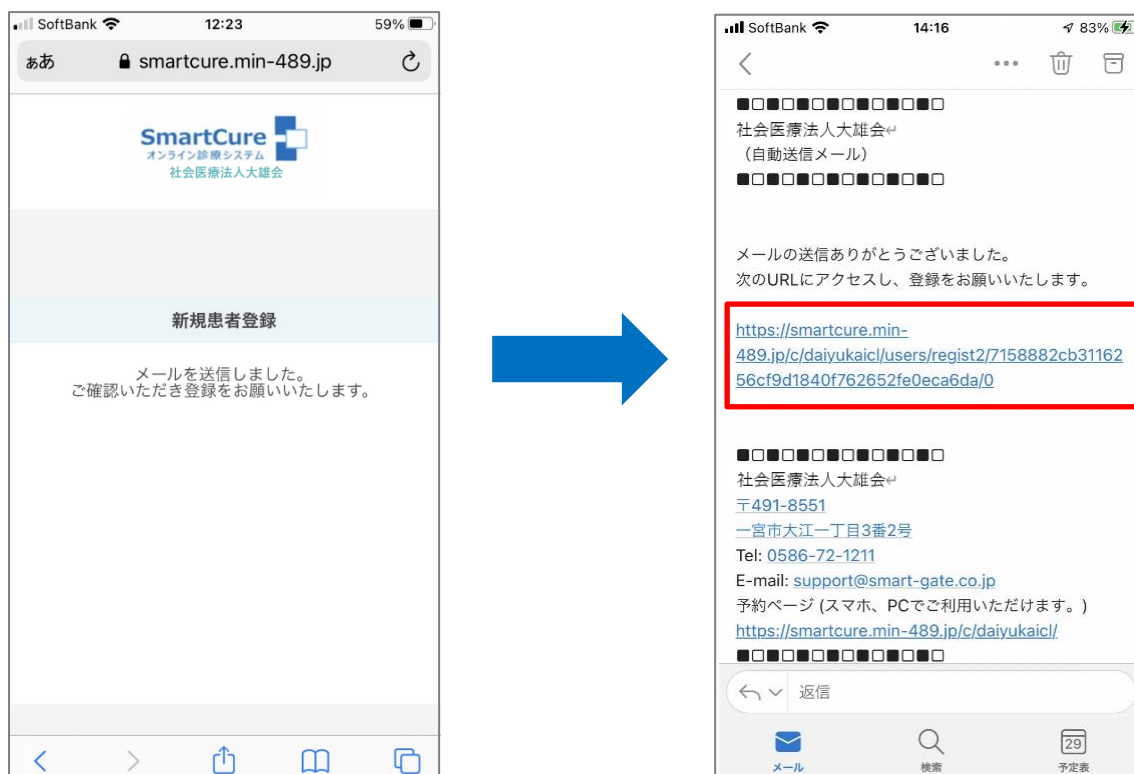 SoftBank 12:23 59%
ぁあ smartcure.min-489.jp
SmartCure
オンライン診療システム
社会医療法人大雄会
新規患者登録
メールを送信しました。
ご確認いただき登録をお願いいたします。
SoftBank 14:16 83%
■□■□■□■□■□■□■□
社会医療法人大雄会↵
（自動送信メール）
■□■□■□■□■□■□■□
メールの送信ありがとうございました。
次のURLにアクセスし、登録をお願いいたします。
https://smartcure.min-
489.jp/c/daiyukaicl/users/regist2/7158882cb31162
56cf9d1840f762652fe0eca6da/0
■□■□■□■□■□■□■□
社会医療法人大雄会↵
〒491-8551
一宮市大江一丁目3番2号
Tel: 0586-72-1211
E-mail: support@smart-gate.co.jp
予約ページ (スマホ、PCでご利用いただけます。)
https://smartcure.min-489.jp/c/daiyukaicl/
■□■□■□■□■□■□■□
返信
29
メール 検索 予定表